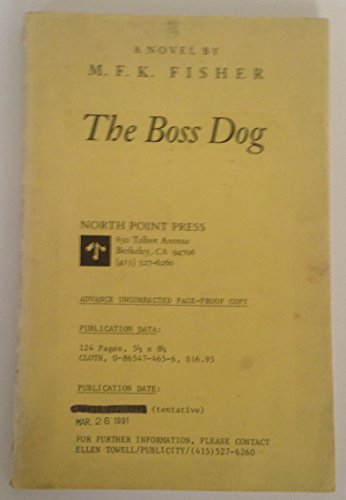 A NOVEL BY
M. F. K. FISHER
The Boss Dog
NORTH POINT PRESS
850 Talbot Avenue
Berkeley, CA 94706
(415) 527-6260
ADVANCE UNCORRECTED PAGE-PROOF COPY
PUBLICATION DATA:
124 Pages, 5½ x 8½
CLOTH, 0-86547-465-6, $16.95
PUBLICATION DATE:
(tentative)
MAR 28 1991
FOR FURTHER INFORMATION, PLEASE CONTACT
ELLEN TOWELL/PUBLICITY/(415)527-6260